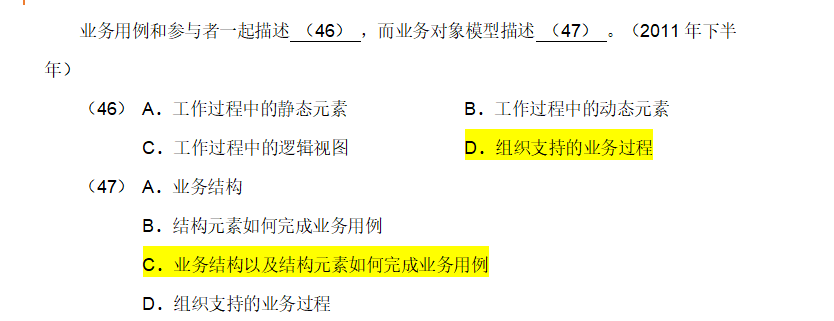 业务用例和参与者一起描述 （46） ，而业务对象模型描述 （47） 。（2011 年下半
年）
（46） A．工作过程中的静态元素 B．工作过程中的动态元素
C．工作过程中的逻辑视图 D．组织支持的业务过程
（47） A．业务结构
B．结构元素如何完成业务用例
C．业务结构以及结构元素如何完成业务用例
D．组织支持的业务过程